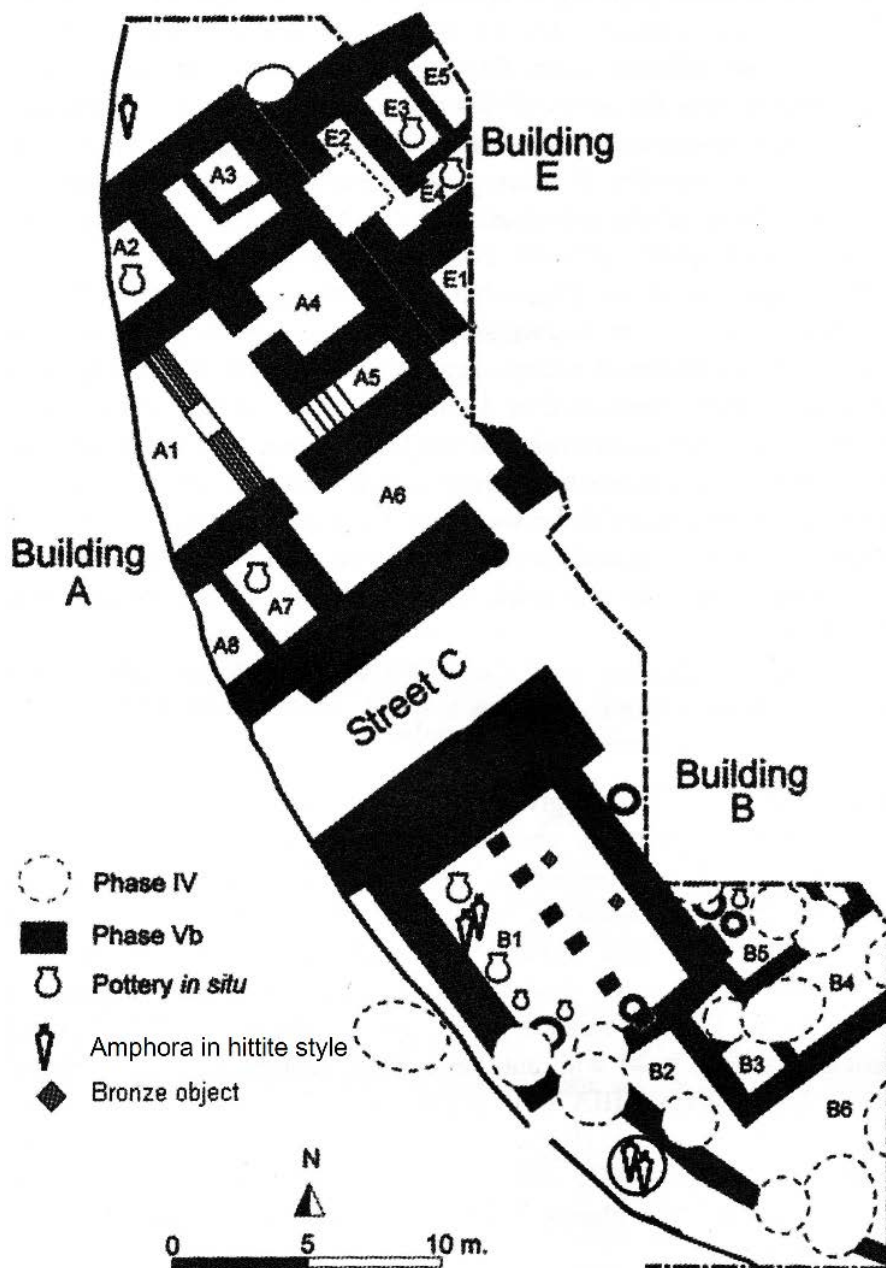 E5
E3
E2
Building
E
A3
E4
A2
E1
A4
A5
A1
A6
Building
A
A7
A8
Street C
Building
B
Phase IV
Phase Vb
B1
B5
Pottery in situ
B4
Amphora in hittite style
B2
B3
Bronze object
B6
N
0 5 10 m.